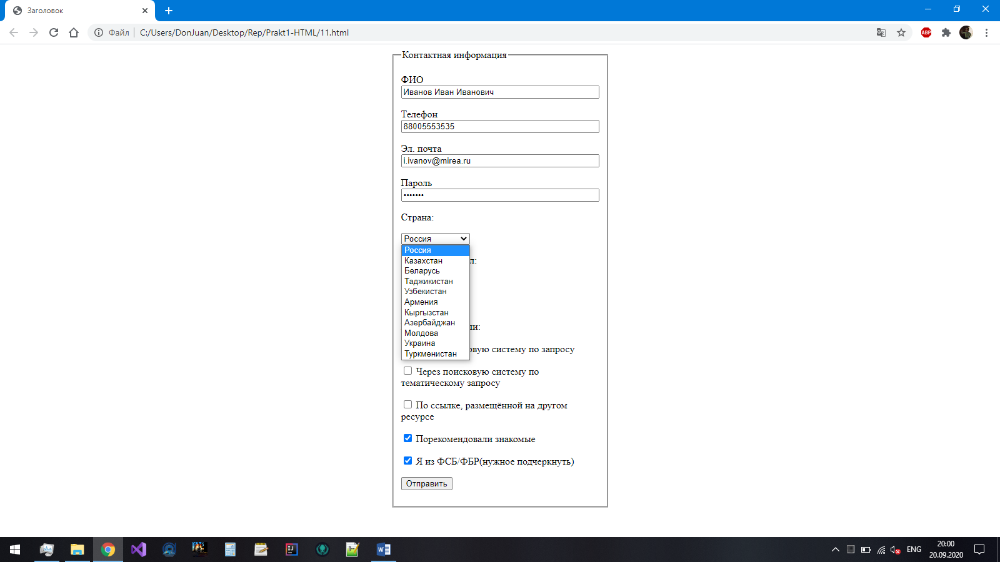 Заголовок
Файл
C:/Users/DonJuan/Desktop/Rep/Prakt1-HTML/11.html
ABP
Контактная информация
ФИО
Иванов Иван Иванович
Телефон
88005553535
Эл. почта
i.ivanov@mirea.ru
Пароль
•••••••
Страна:
Россия
Россия
Казахстан
л:
Беларусь
Таджикистан
Узбекистан
Армения
Кыргызстан
Азербайджан
ли:
Молдова
Украина
овую систему по запросу
Туркменистан
Через поисковую систему по
тематическому запросу
По ссылке, размещённой на другом
ресурсе
Порекомендовали знакомые
Я из ФСБ/ФБР(нужное подчеркнуть)
Отправить
IJ
W
ENG
20:00
20.09.2020